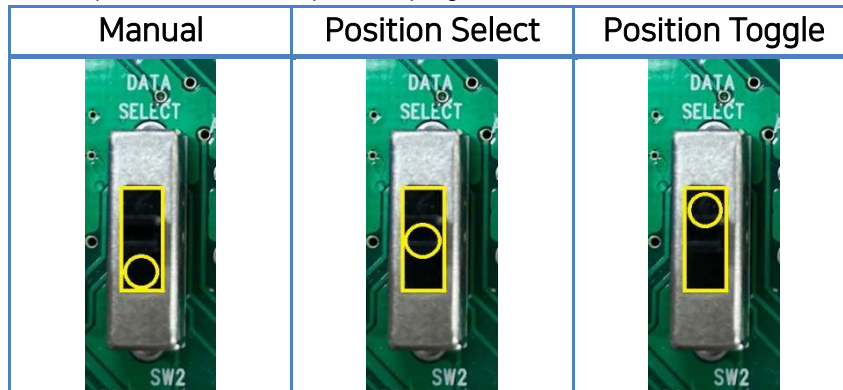 Manual Position Select Position Toggle
DATA DATA DATA
SELECT SELECT SELECT
SW2 SW2 SW2